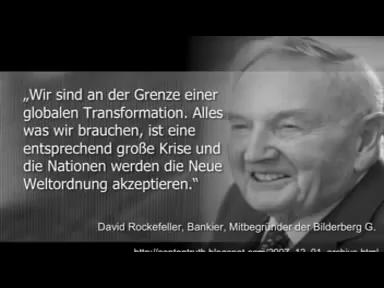 „Wir sind an der Grenze einer
globalen Transformation. Alles
was wir brauchen, ist eine
entsprechend große Krise und
die Nationen werden die Neue
Weltordnung akzeptieren.“
David Rockefeller, Bankier, Mitbegründer der Bilderberg G.